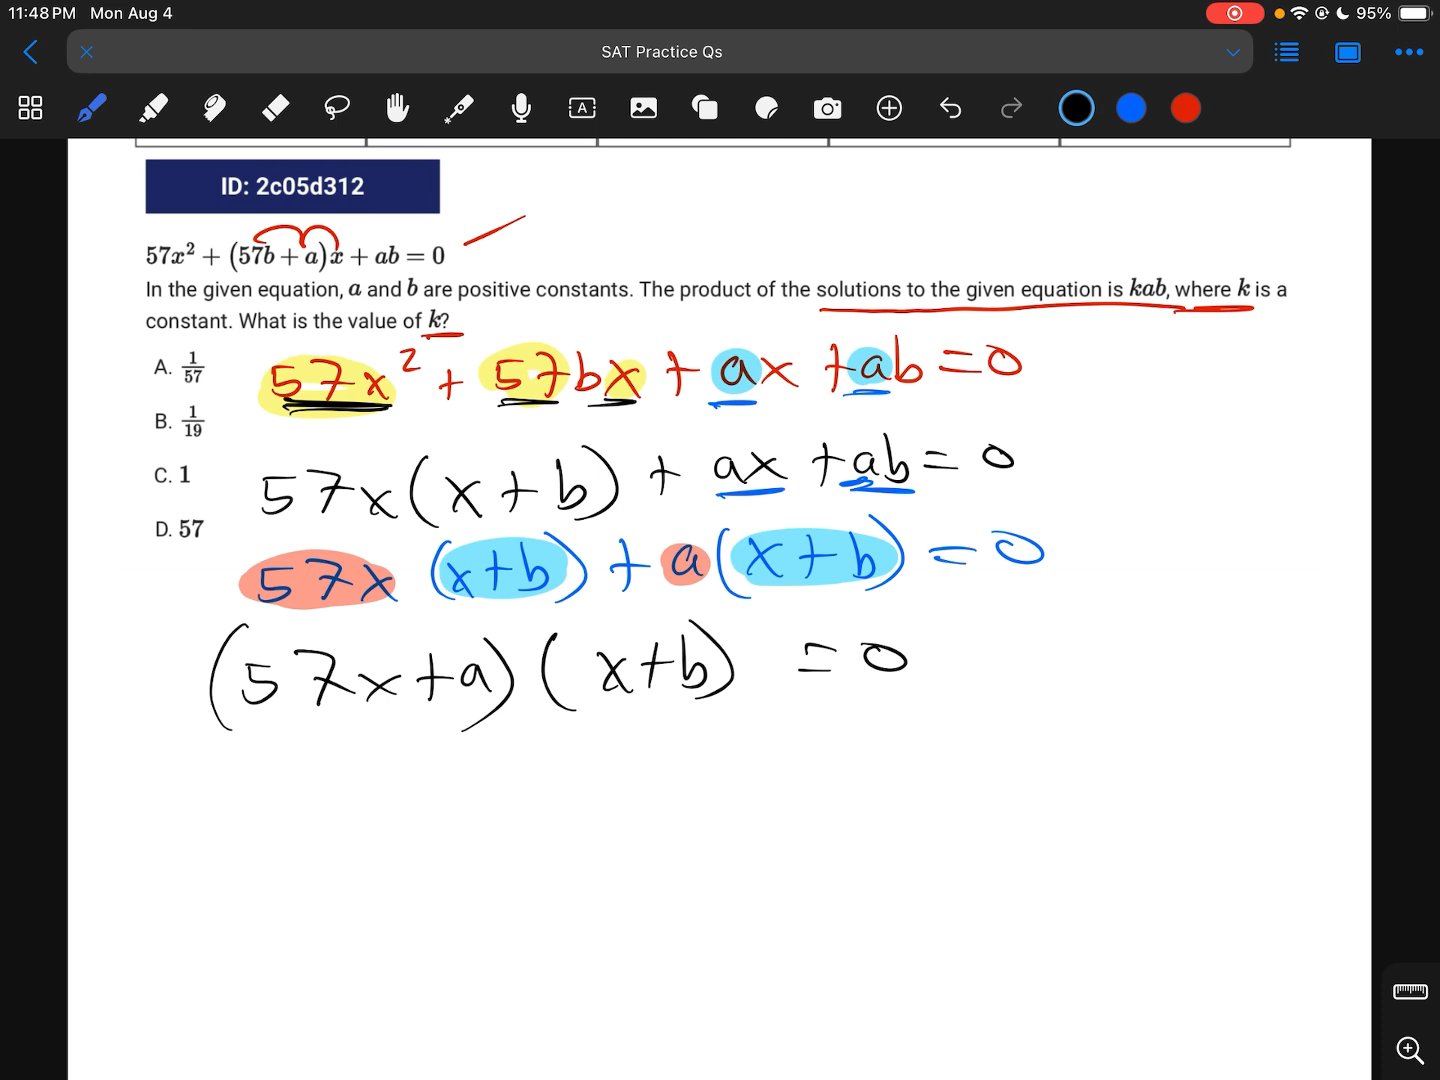 11:48 PM Mon Aug 4
95%
SAT Practice Qs
A
ID: 2c05d312
57x² + (57b + a)x + ab = 0
In the given equation, a and b are positive constants. The product of the solutions to the given equation is kab, where k is a
constant. What is the value of k?
A. 1/57
57x² + 57bx + ax + ab = 0
B. 1/19
57x(x+b) + ax + ab = 0
C. 1
D. 57
57x (x+b) + a(x+b) = 0
(57x+a)(x+b) = 0